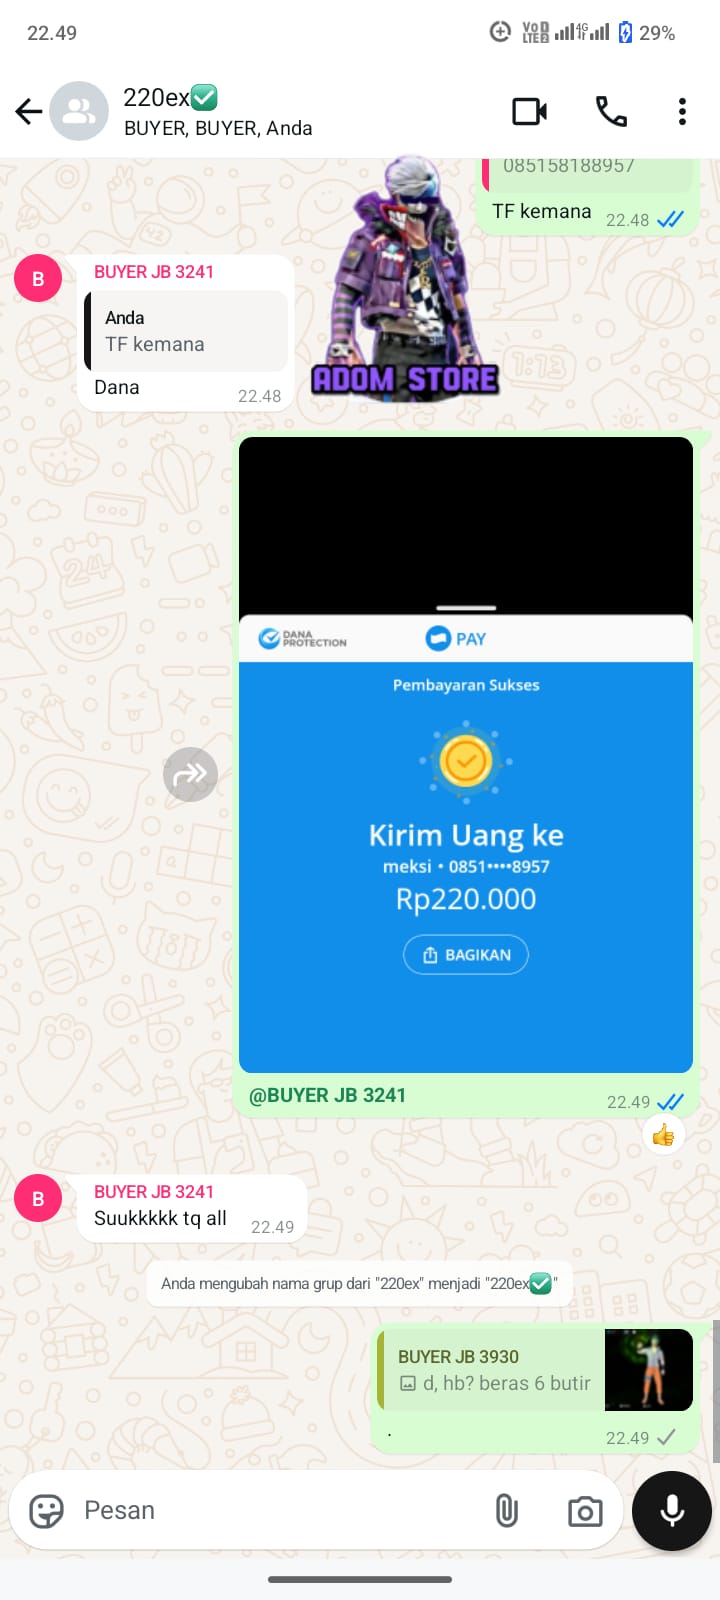 22.49
VoD
LTE2
4G
29%
220ex✅
BUYER, BUYER, Anda
085158188957
TF kemana
22.48
B
BUYER JB 3241
Anda
TF kemana
Dana
22.48
ADOM STORE
DANA
PROTECTION
PAY
Pembayaran Sukses
Kirim Uang ke
meksi • 0851••••8957
Rp220.000
BAGIKAN
@BUYER JB 3241
22.49
👍
B
BUYER JB 3241
Suukkkkk tq all
22.49
Anda mengubah nama grup dari "220ex" menjadi "220ex✅"
BUYER JB 3930
d, hb? beras 6 butir
.
22.49
Pesan